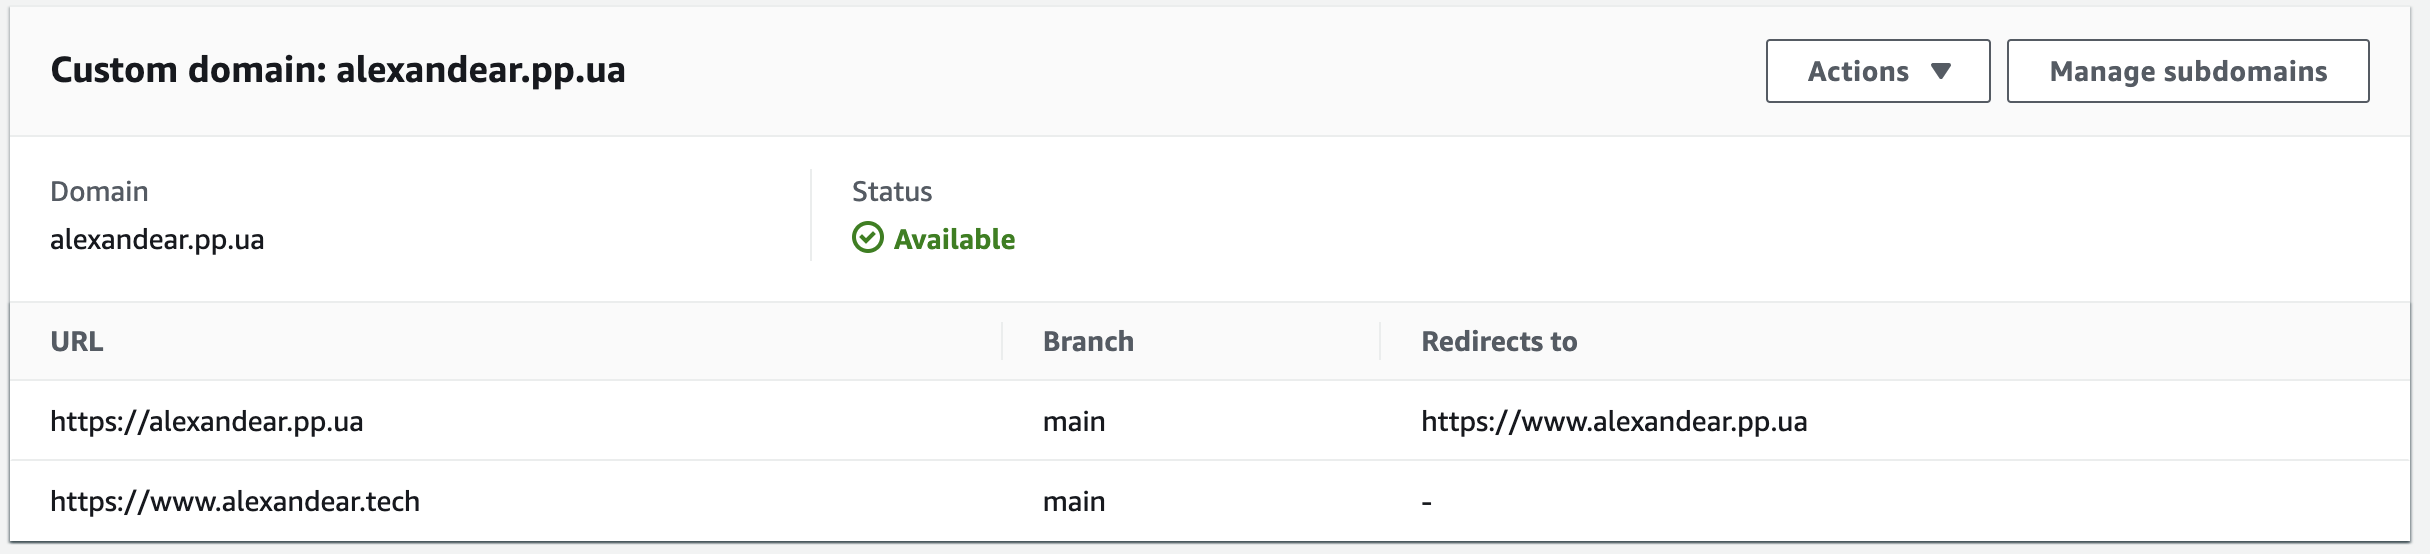 Custom domain: alexandear.pp.ua
Actions
Manage subdomains
Domain
alexandear.pp.ua
Status
Available
URL Branch Redirects to
https://alexandear.pp.ua main https://www.alexandear.pp.ua
https://www.alexandear.tech main -